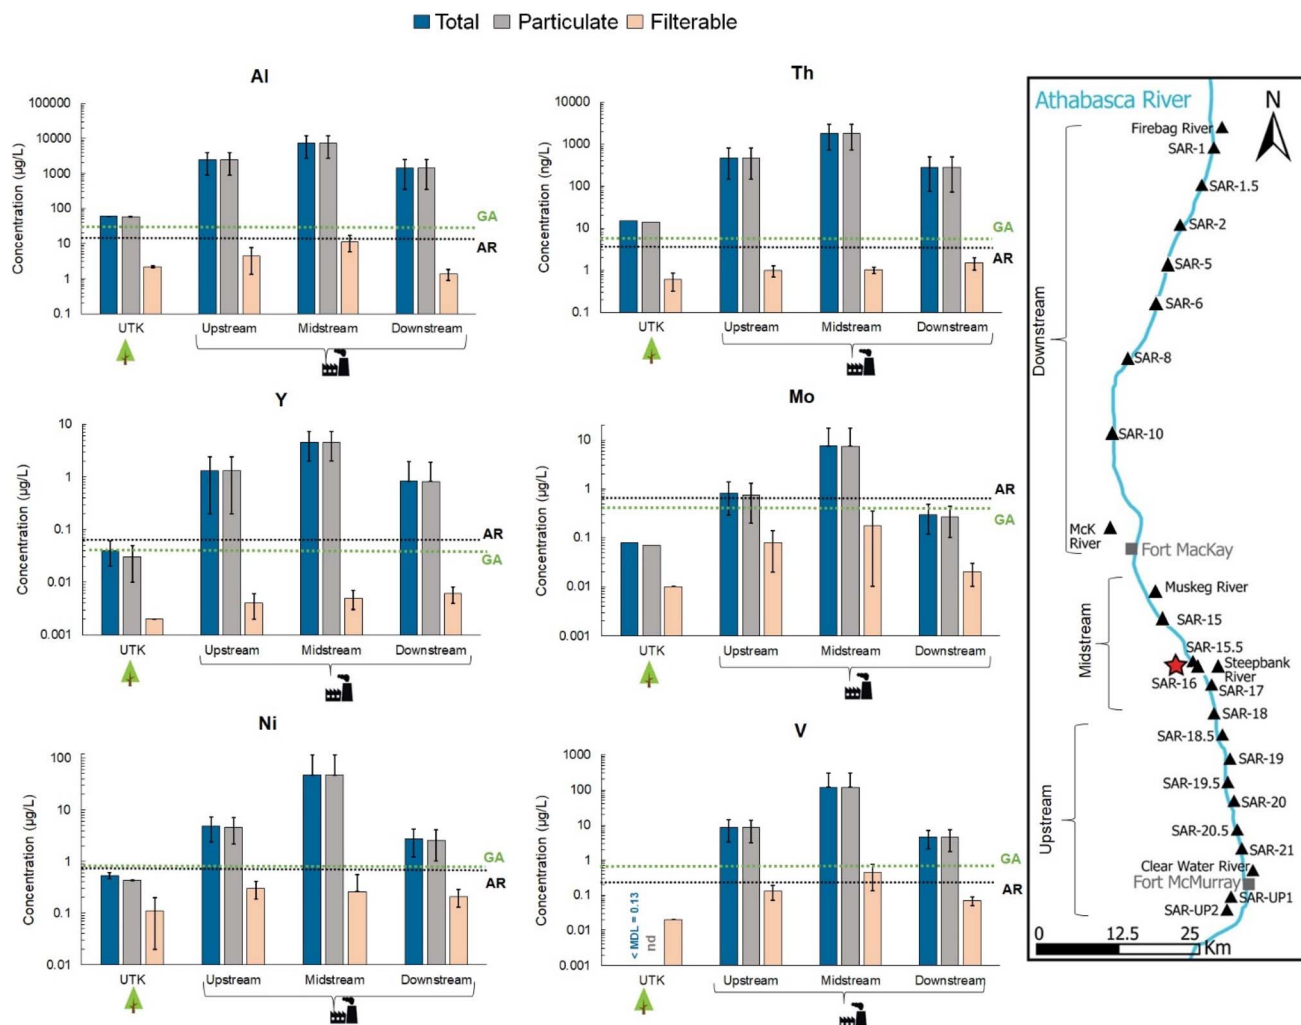 Total Particulate Filterable
Al
Concentration (µg/L)
100000
10000
1000
100
10
1
0.1
GA
AR
UTK Upstream Midstream Downstream
Th
Concentration (ng/L)
10000
1000
100
10
1
0.1
GA
AR
UTK Upstream Midstream Downstream
Y
Concentration (µg/L)
10
1
0.1
0.01
0.001
AR
GA
UTK Upstream Midstream Downstream
Mo
Concentration (µg/L)
10
1
0.1
0.01
0.001
AR
GA
UTK Upstream Midstream Downstream
Ni
Concentration (µg/L)
100
10
1
0.1
0.01
GA
AR
UTK Upstream Midstream Downstream
V
Concentration (µg/L)
1000
100
10
1
0.1
0.01
0.001
GA
AR
< MDL = 0.13
nd
UTK Upstream Midstream Downstream
Athabasca River
N
Firebag River
SAR-1
SAR-1.5
SAR-2
SAR-5
SAR-6
SAR-8
SAR-10
Downstream
McK
River
Fort MacKay
Muskeg River
SAR-15
SAR-15.5
Steepbank
River
SAR-16
SAR-17
SAR-18
Midstream
SAR-18.5
SAR-19
SAR-19.5
SAR-20
SAR-20.5
SAR-21
Clear Water River
Fort McMurray
SAR-UP1
SAR-UP2
Upstream
0 12.5 25
Km